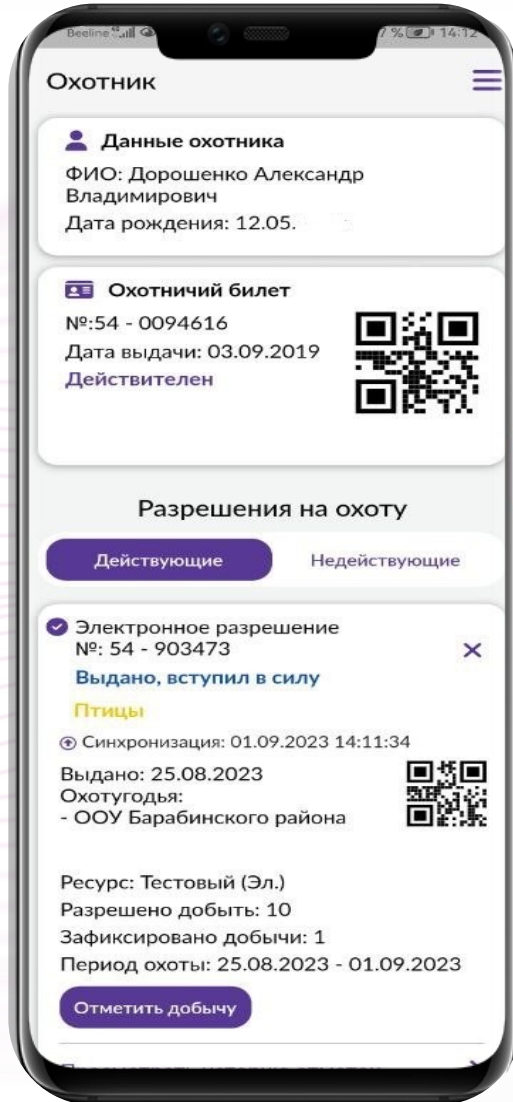 Beeline
7 % 14:12
Охотник
Данные охотника
ФИО: Дорошенко Александр
Владимирович
Дата рождения: 12.05.
Охотничий билет
№:54 - 0094616
Дата выдачи: 03.09.2019
Действителен
Разрешения на охоту
Действующие Недействующие
Электронное разрешение
№: 54 - 903473
Выдано, вступил в силу
Птицы
Синхронизация: 01.09.2023 14:11:34
Выдано: 25.08.2023
Охотугодья:
- ООУ Барабинского района
Ресурс: Тестовый (Эл.)
Разрешено добыть: 10
Зафиксировано добычи: 1
Период охоты: 25.08.2023 - 01.09.2023
Отметить добычу